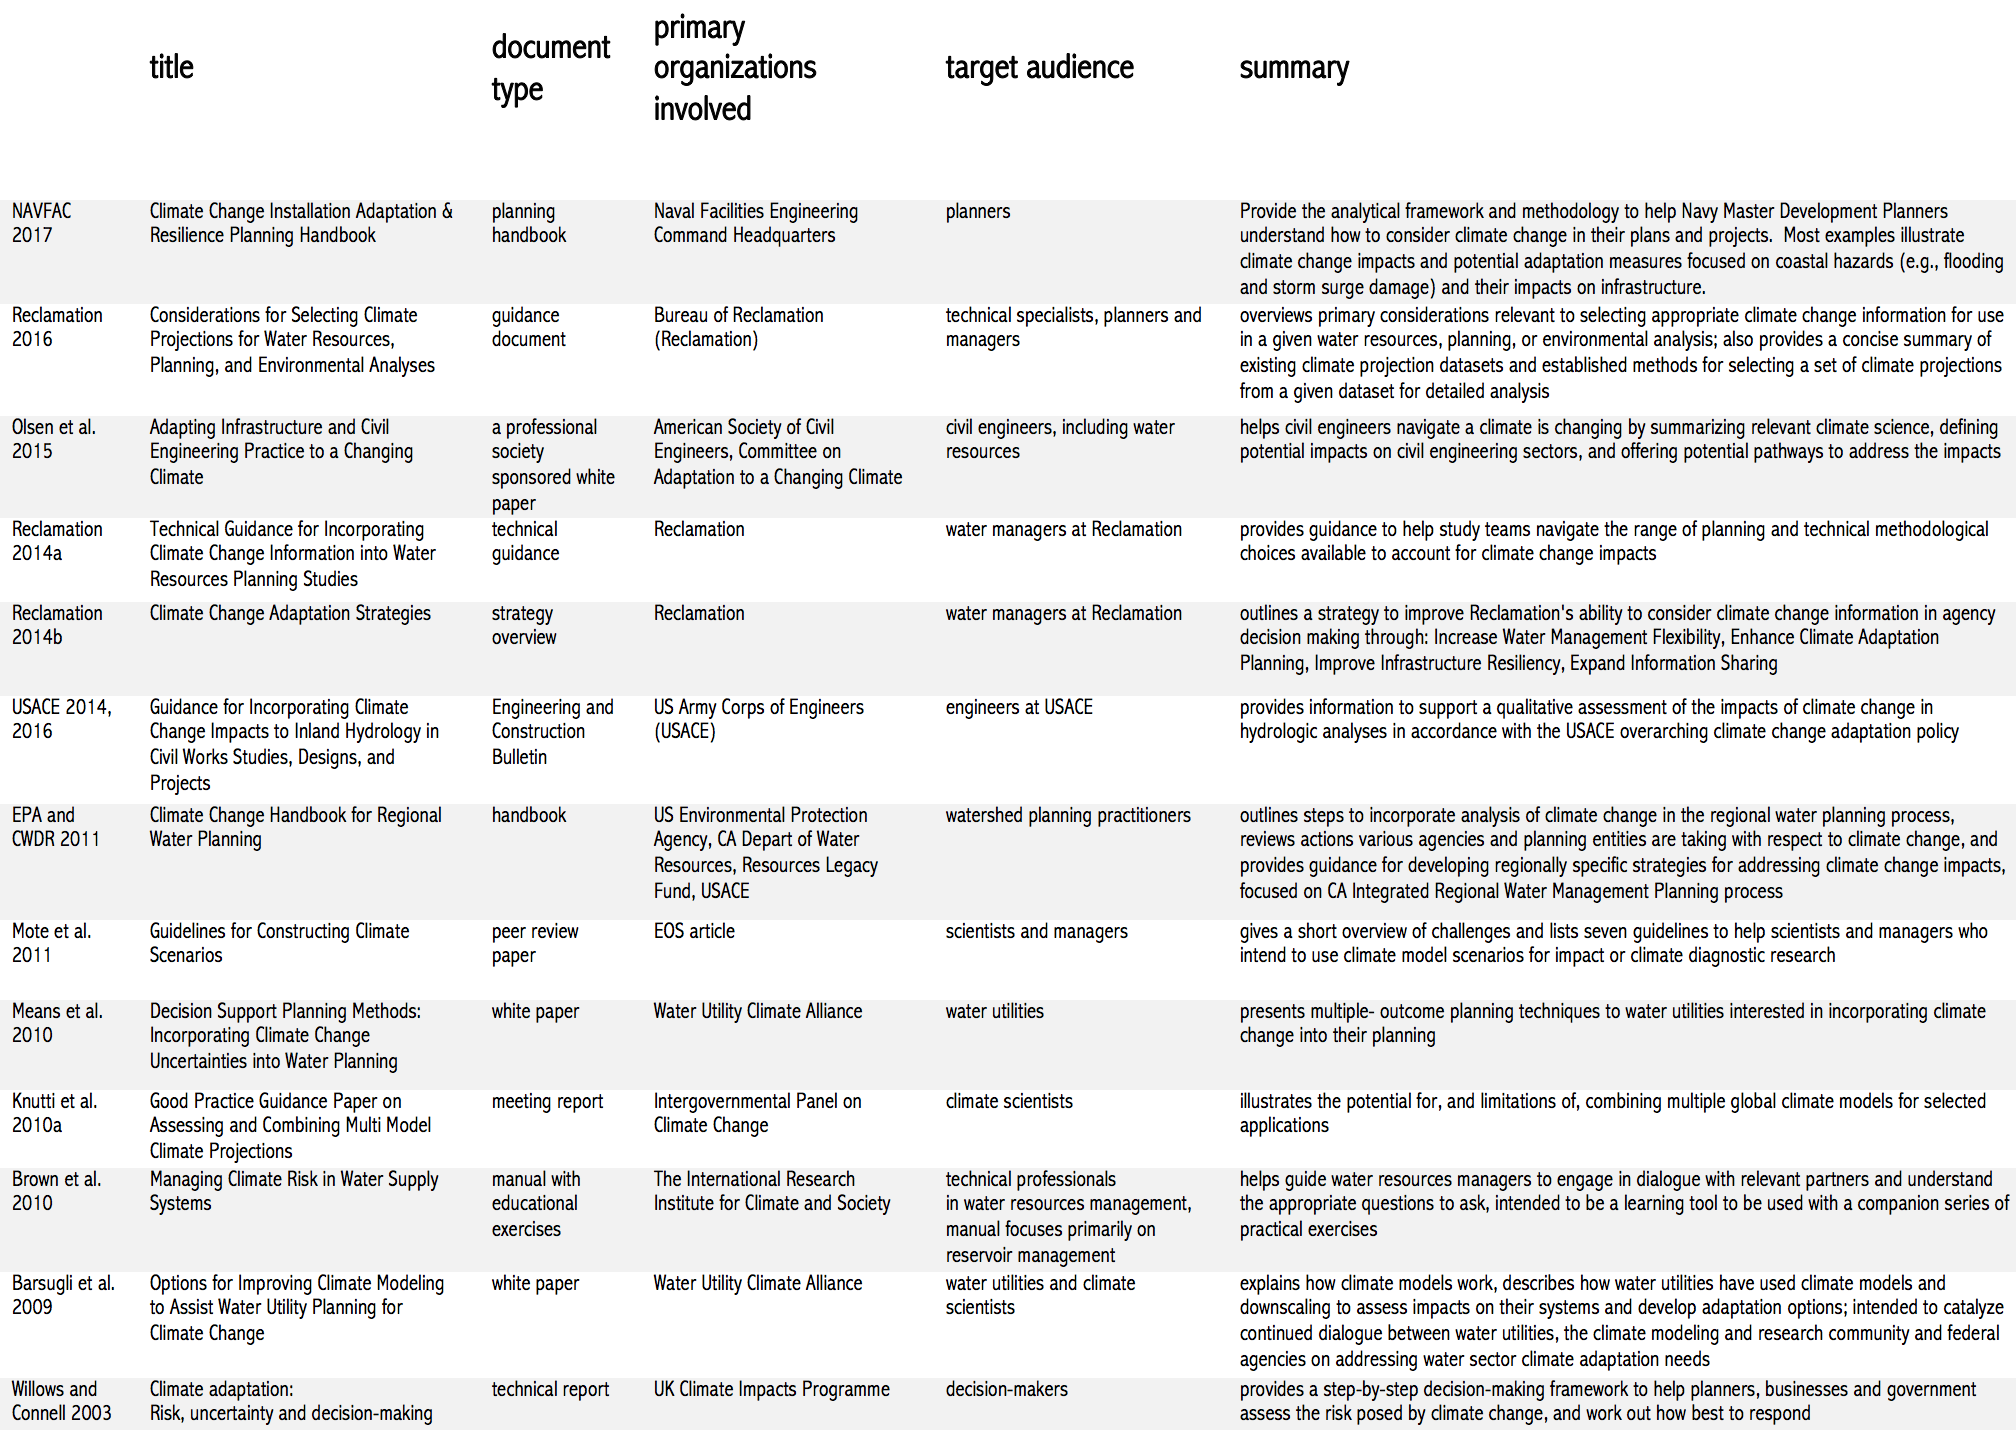 title
document
type
primary
organizations
involved
target audience
summary
NAVFAC
2017
Climate Change Installation Adaptation &
Resilience Planning Handbook
planning
handbook
Naval Facilities Engineering
Command Headquarters
planners
Provide the analytical framework and methodology to help Navy Master Development Planners
understand how to consider climate change in their plans and projects.  Most examples illustrate
climate change impacts and potential adaptation measures focused on coastal hazards (e.g., flooding
and storm surge damage) and their impacts on infrastructure.
Reclamation
2016
Considerations for Selecting Climate
Projections for Water Resources,
Planning, and Environmental Analyses
guidance
document
Bureau of Reclamation
(Reclamation)
technical specialists, planners and
managers
overviews primary considerations relevant to selecting appropriate climate change information for use
in a given water resources, planning, or environmental analysis; also provides a concise summary of
existing climate projection datasets and established methods for selecting a set of climate projections
from a given dataset for detailed analysis
Olsen et al.
2015
Adapting Infrastructure and Civil
Engineering Practice to a Changing
Climate
a professional
society
sponsored white
paper
American Society of Civil
Engineers, Committee on
Adaptation to a Changing Climate
civil engineers, including water
resources
helps civil engineers navigate a climate is changing by summarizing relevant climate science, defining
potential impacts on civil engineering sectors, and offering potential pathways to address the impacts
Reclamation
2014a
Technical Guidance for Incorporating
Climate Change Information into Water
Resources Planning Studies
technical
guidance
Reclamation
water managers at Reclamation
provides guidance to help study teams navigate the range of planning and technical methodological
choices available to account for climate change impacts
Reclamation
2014b
Climate Change Adaptation Strategies
strategy
overview
Reclamation
water managers at Reclamation
outlines a strategy to improve Reclamation's ability to consider climate change information in agency
decision making through: Increase Water Management Flexibility, Enhance Climate Adaptation
Planning, Improve Infrastructure Resiliency, Expand Information Sharing
USACE 2014,
2016
Guidance for Incorporating Climate
Change Impacts to Inland Hydrology in
Civil Works Studies, Designs, and
Projects
Engineering and
Construction
Bulletin
US Army Corps of Engineers
(USACE)
engineers at USACE
provides information to support a qualitative assessment of the impacts of climate change in
hydrologic analyses in accordance with the USACE overarching climate change adaptation policy
EPA and
CWDR 2011
Climate Change Handbook for Regional
Water Planning
handbook
US Environmental Protection
Agency, CA Depart of Water
Resources, Resources Legacy
Fund, USACE
watershed planning practitioners
outlines steps to incorporate analysis of climate change in the regional water planning process,
reviews actions various agencies and planning entities are taking with respect to climate change, and
provides guidance for developing regionally specific strategies for addressing climate change impacts,
focused on CA Integrated Regional Water Management Planning process
Mote et al.
2011
Guidelines for Constructing Climate
Scenarios
peer review
paper
EOS article
scientists and managers
gives a short overview of challenges and lists seven guidelines to help scientists and managers who
intend to use climate model scenarios for impact or climate diagnostic research
Means et al.
2010
Decision Support Planning Methods:
Incorporating Climate Change
Uncertainties into Water Planning
white paper
Water Utility Climate Alliance
water utilities
presents multiple- outcome planning techniques to water utilities interested in incorporating climate
change into their planning
Knutti et al.
2010a
Good Practice Guidance Paper on
Assessing and Combining Multi Model
Climate Projections
meeting report
Intergovernmental Panel on
Climate Change
climate scientists
illustrates the potential for, and limitations of, combining multiple global climate models for selected
applications
Brown et al.
2010
Managing Climate Risk in Water Supply
Systems
manual with
educational
exercises
The International Research
Institute for Climate and Society
technical professionals
in water resources management,
manual focuses primarily on
reservoir management
helps guide water resources managers to engage in dialogue with relevant partners and understand
the appropriate questions to ask, intended to be a learning tool to be used with a companion series of
practical exercises
Barsugli et al.
2009
Options for Improving Climate Modeling
to Assist Water Utility Planning for
Climate Change
white paper
Water Utility Climate Alliance
water utilities and climate
scientists
explains how climate models work, describes how water utilities have used climate models and
downscaling to assess impacts on their systems and develop adaptation options; intended to catalyze
continued dialogue between water utilities, the climate modeling and research community and federal
agencies on addressing water sector climate adaptation needs
Willows and
Connell 2003
Climate adaptation:
Risk, uncertainty and decision-making
technical report
UK Climate Impacts Programme
decision-makers
provides a step-by-step decision-making framework to help planners, businesses and government
assess the risk posed by climate change, and work out how best to respond